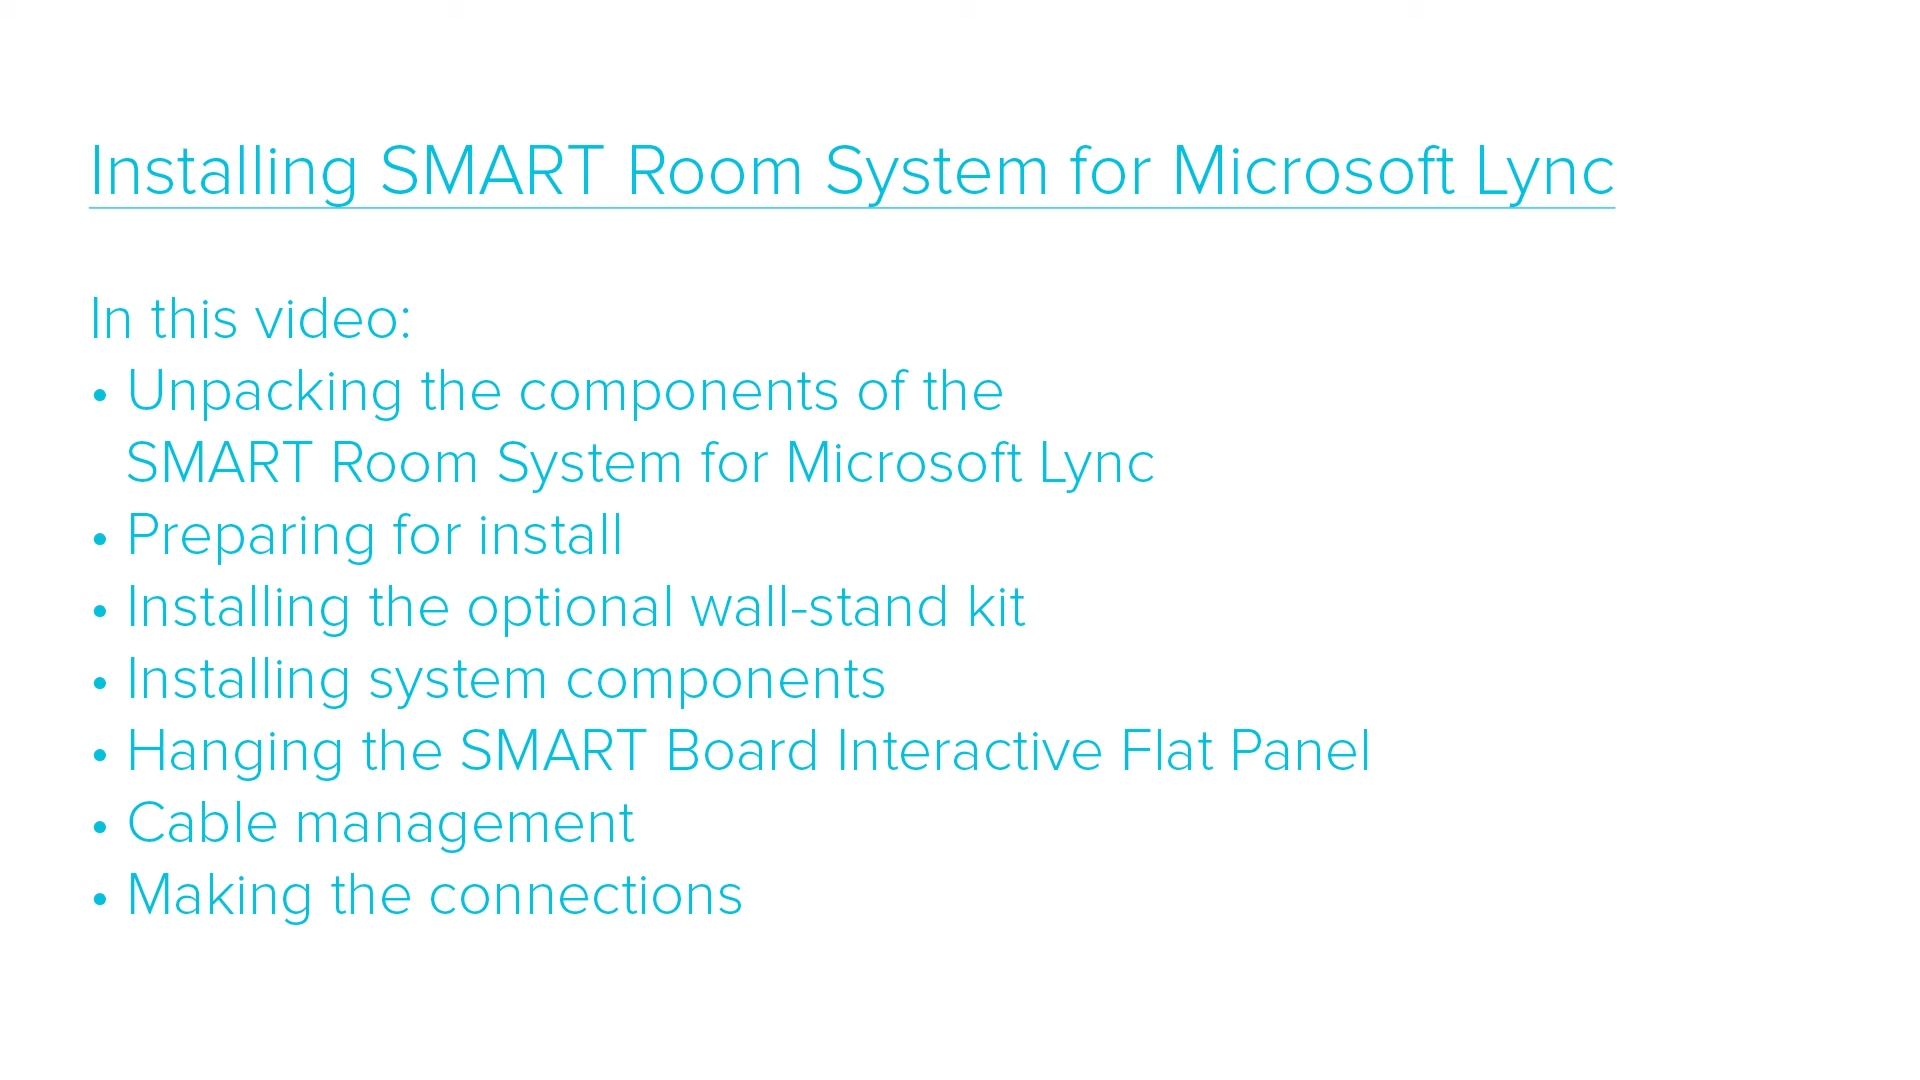 Installing SMART Room System for Microsoft Lync
In this video:
• Unpacking the components of the
SMART Room System for Microsoft Lync
• Preparing for install
• Installing the optional wall-stand kit
• Installing system components
• Hanging the SMART Board Interactive Flat Panel
• Cable management
• Making the connections